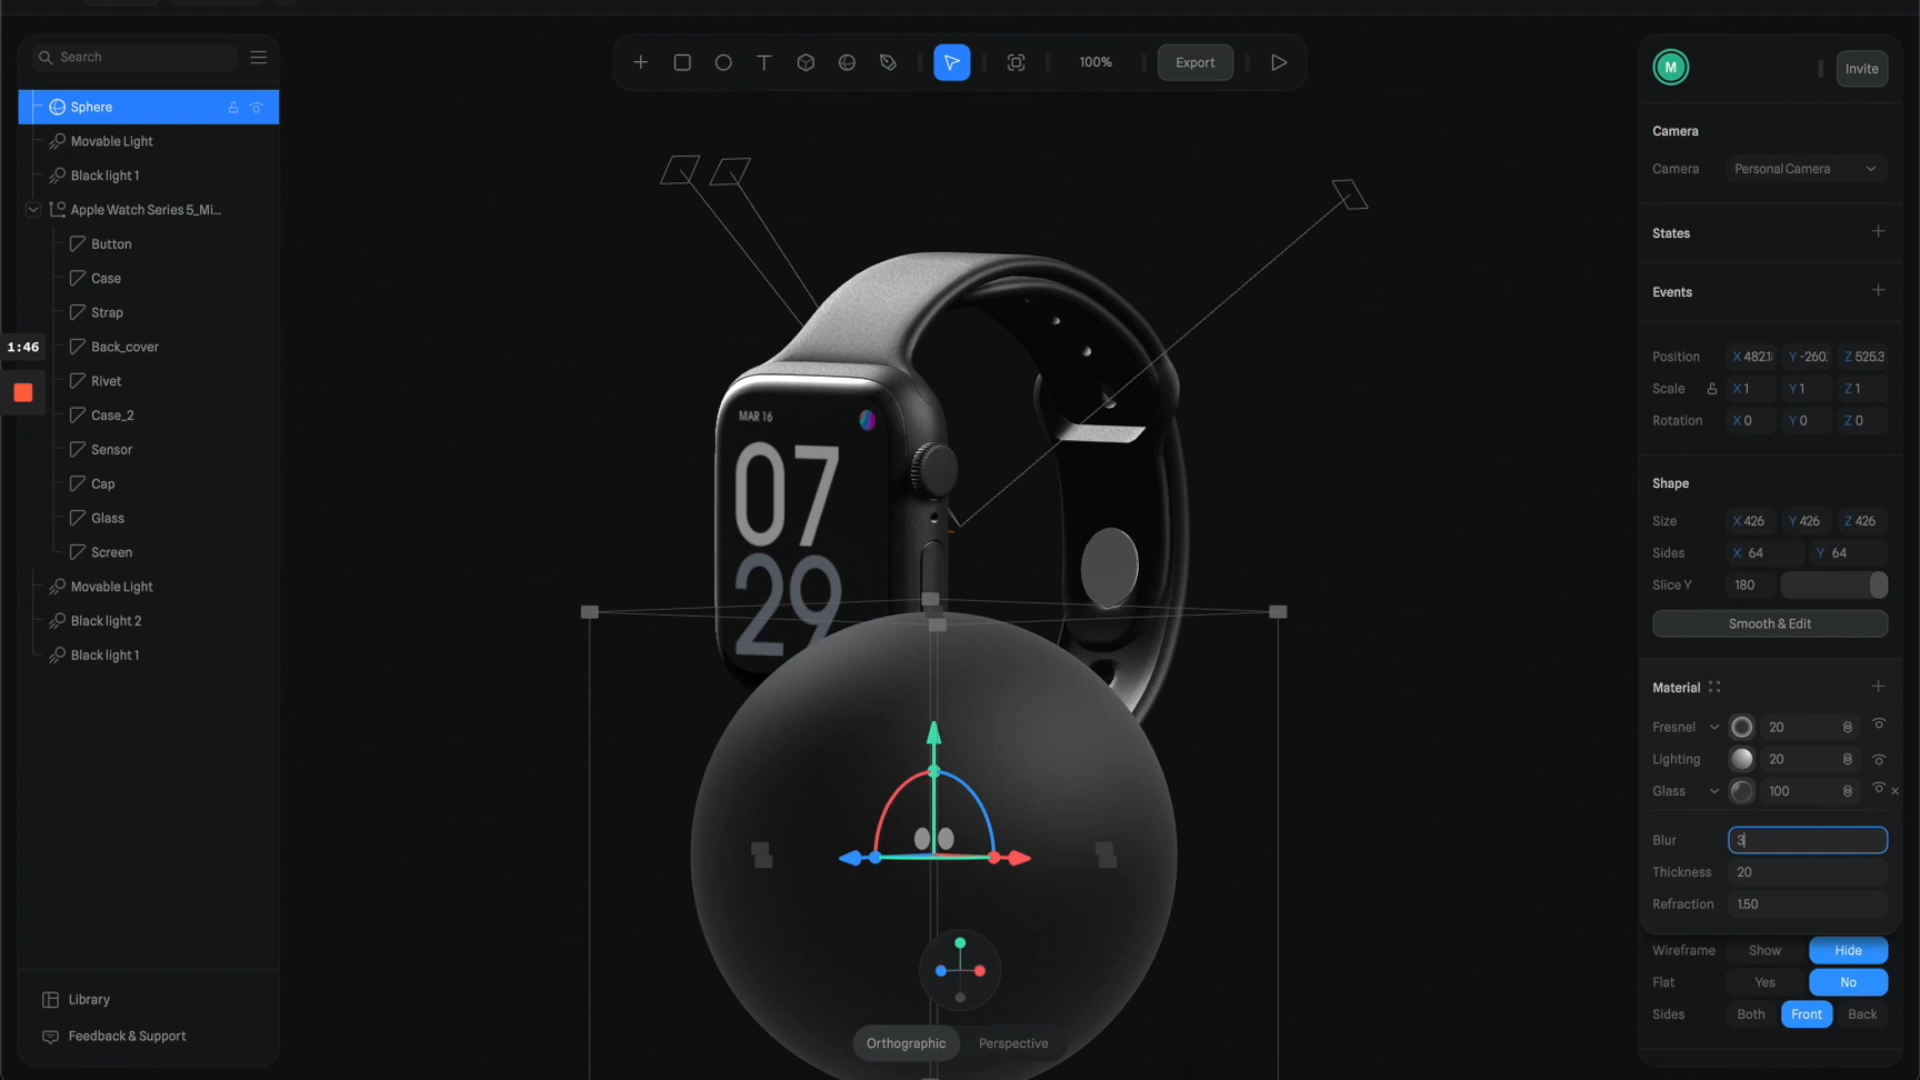 Search
100%
Export
M
Invite
Sphere
Movable Light
Black light 1
Apple Watch Series 5_Mi...
Button
Case
Strap
Back_cover
Rivet
Case_2
Sensor
Cap
Glass
Screen
Movable Light
Black light 2
Black light 1
1:46
Library
Feedback & Support
MAR 16
07
29
Orthographic
Perspective
Camera
Camera
Personal Camera
States
Events
Position X 482.1 Y -260. Z 525.3
Scale X 1 Y 1 Z 1
Rotation X 0 Y 0 Z 0
Shape
Size X 426 Y 426 Z 426
Sides X 64 Y 64
Slice Y 180
Smooth & Edit
Material
Fresnel 20
Lighting 20
Glass 100
Blur 3
Thickness 20
Refraction 1.50
Wireframe Show Hide
Flat Yes No
Sides Both Front Back